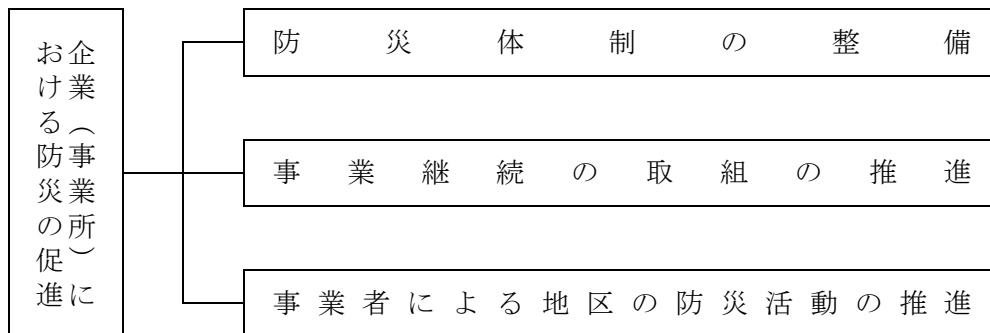 企業（事業所）に
おける防災の促進
防災体制の整備
事業継続の取組の推進
事業者による地区の防災活動の推進